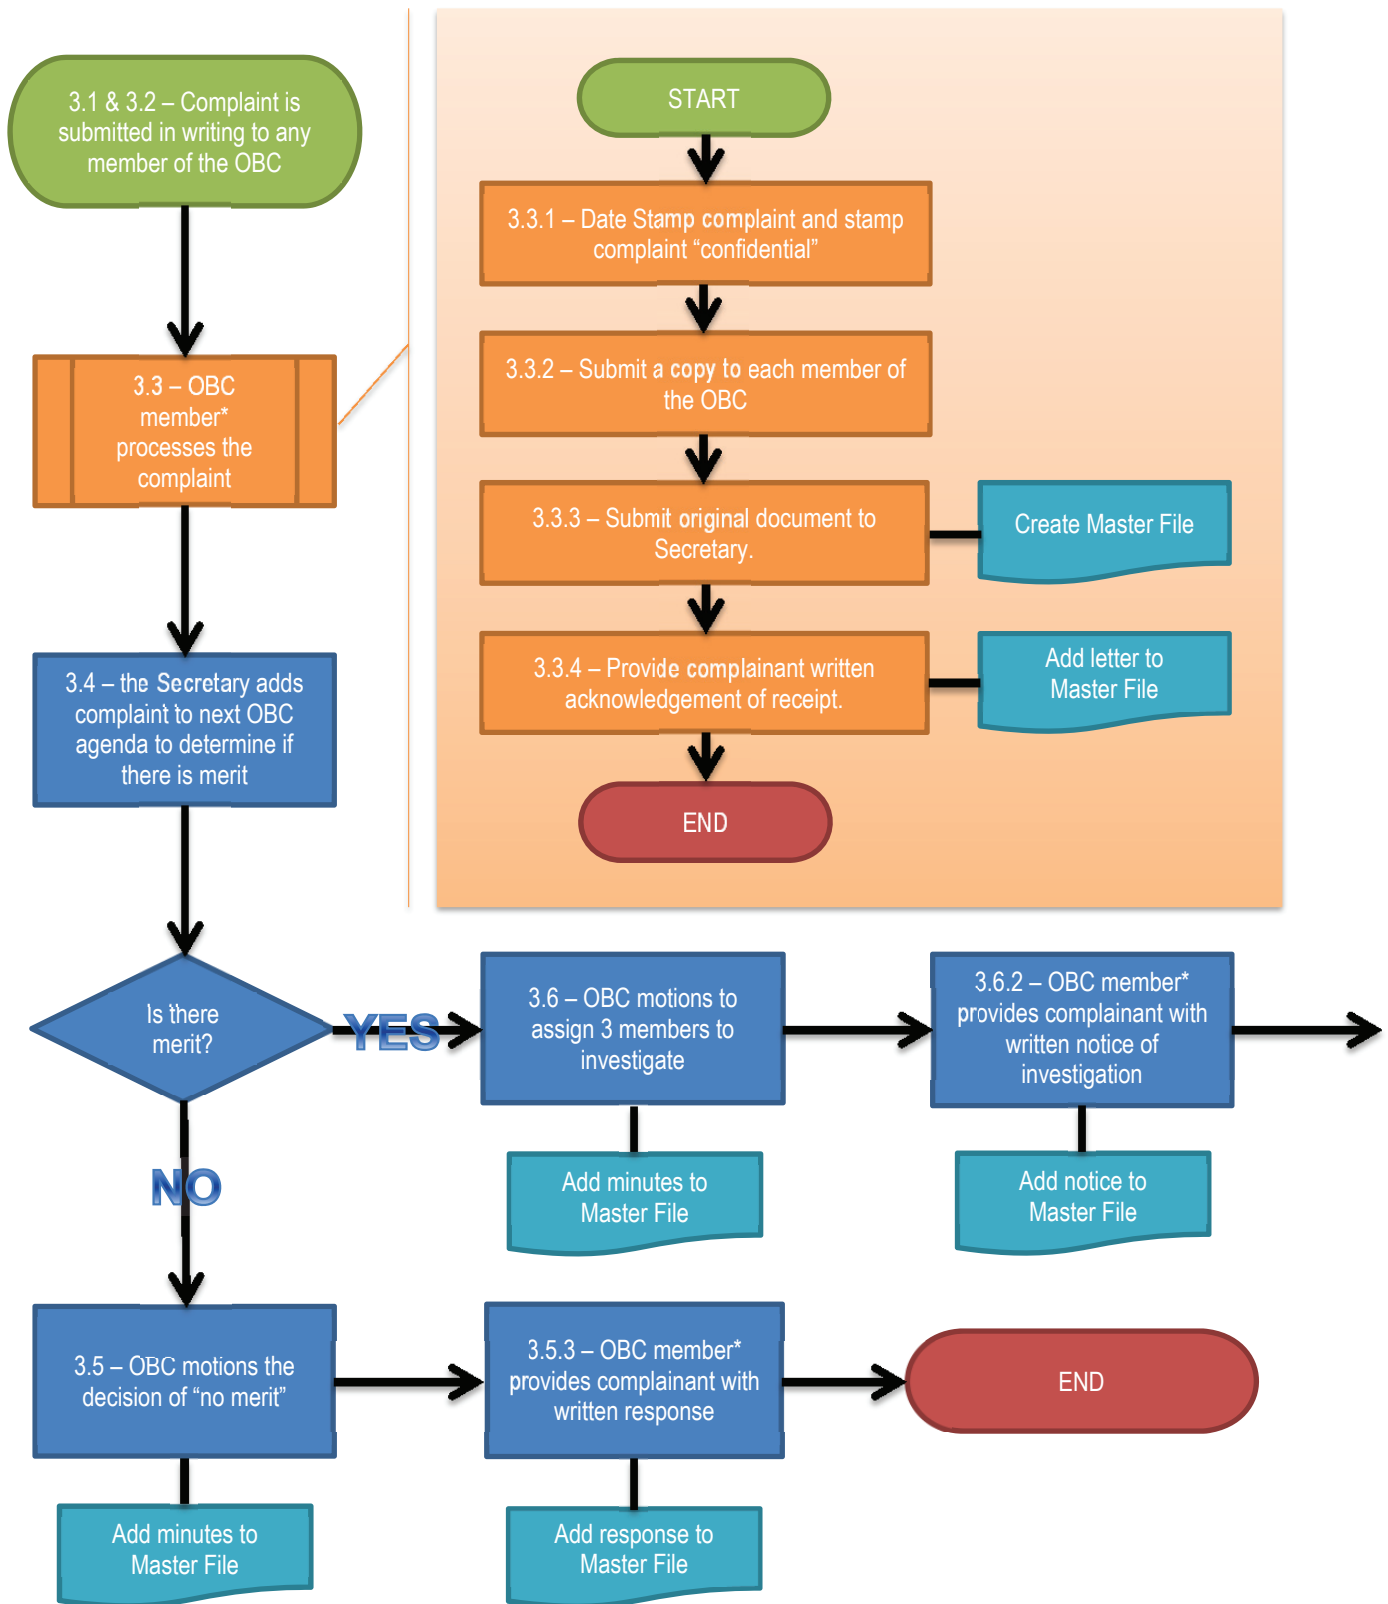 3.1 & 3.2 – Complaint is
submitted in writing to any
member of the OBC
3.3 – OBC
member*
processes the
complaint
3.4 – the Secretary adds
complaint to next OBC
agenda to determine if
there is merit
START
3.3.1 – Date Stamp complaint and stamp
complaint “confidential”
3.3.2 – Submit a copy to each member of
the OBC
3.3.3 – Submit original document to
Secretary.
Create Master File
3.3.4 – Provide complainant written
acknowledgement of receipt.
Add letter to
Master File
END
Is there
merit?
YES
3.6 – OBC motions to
assign 3 members to
investigate
Add minutes to
Master File
3.6.2 – OBC member*
provides complainant with
written notice of
investigation
Add notice to
Master File
NO
3.5 – OBC motions the
decision of “no merit”
Add minutes to
Master File
3.5.3 – OBC member*
provides complainant with
written response
Add response to
Master File
END